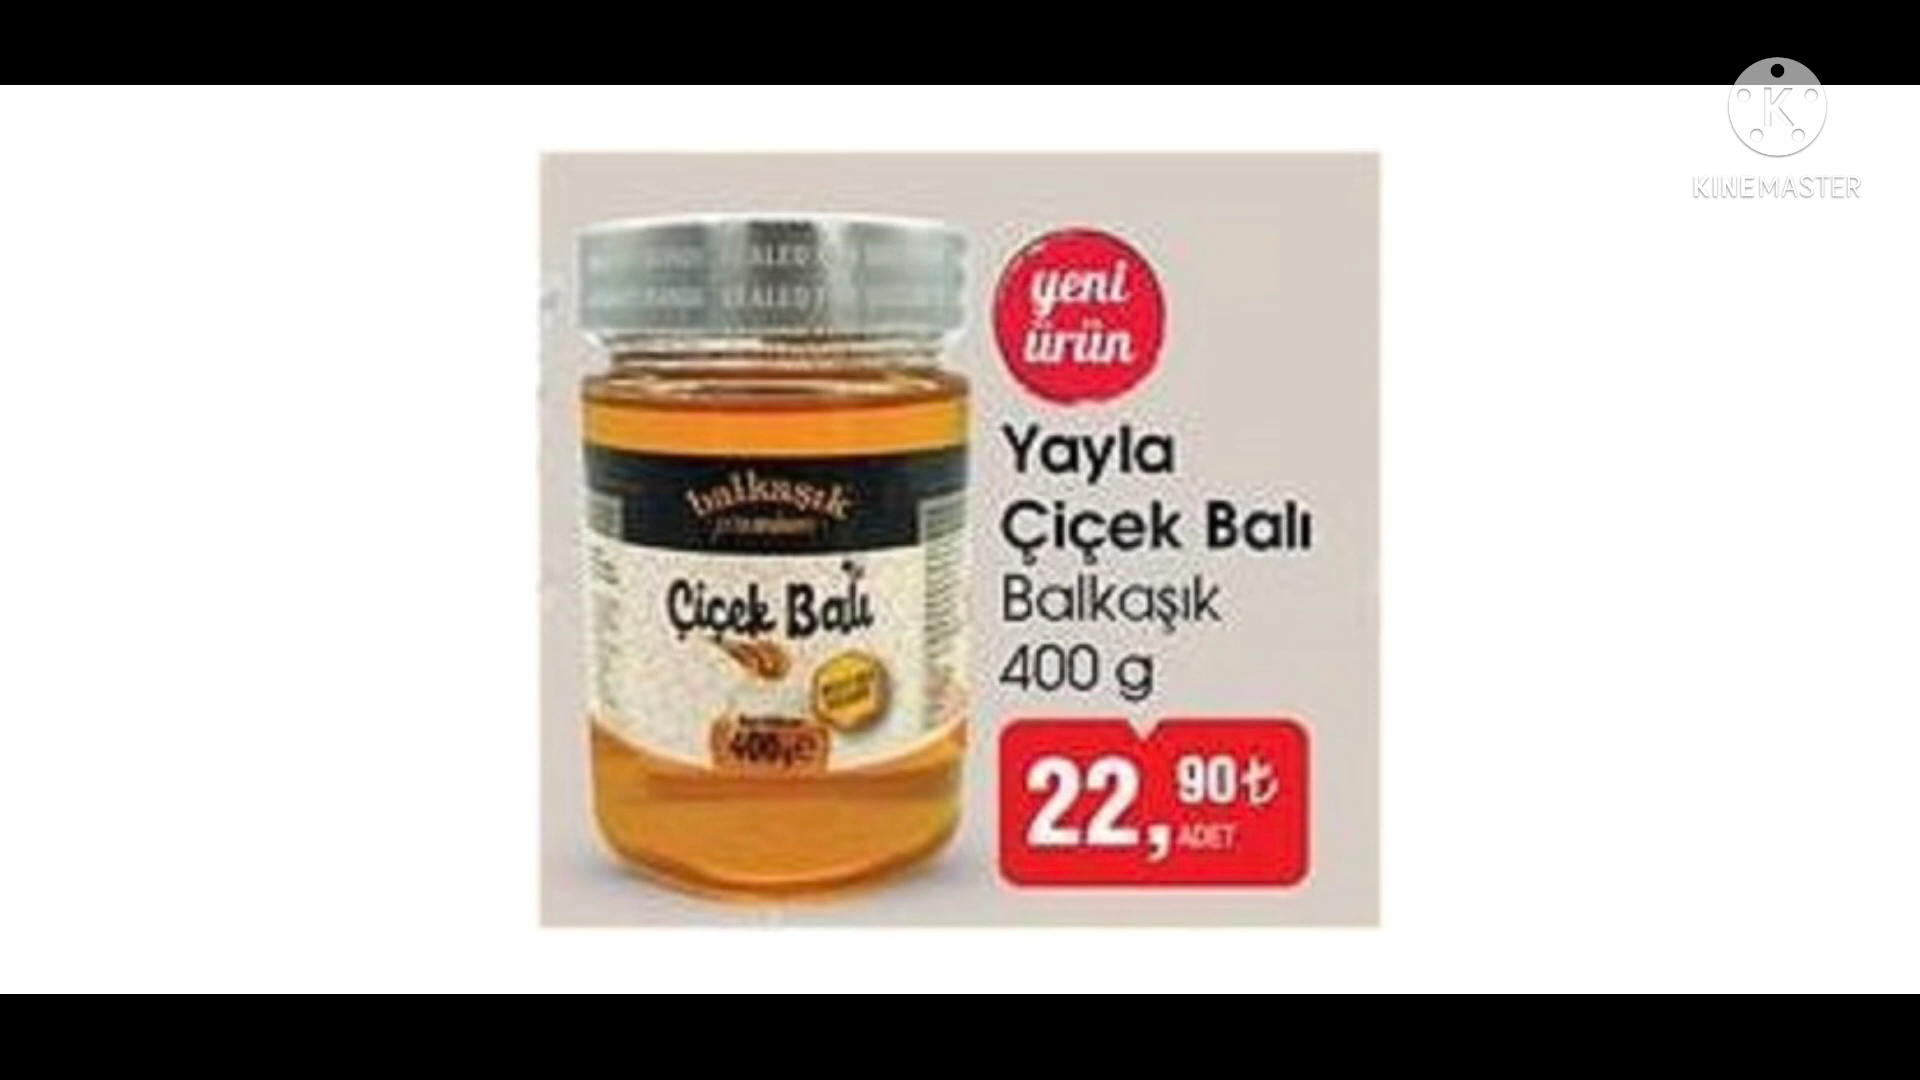 KINEMASTER
yeni
ürün
Yayla
Çiçek Balı
Balkaşık
400 g
22,90₺
ADET
balkaşık
Çiçek Balı
400g℮